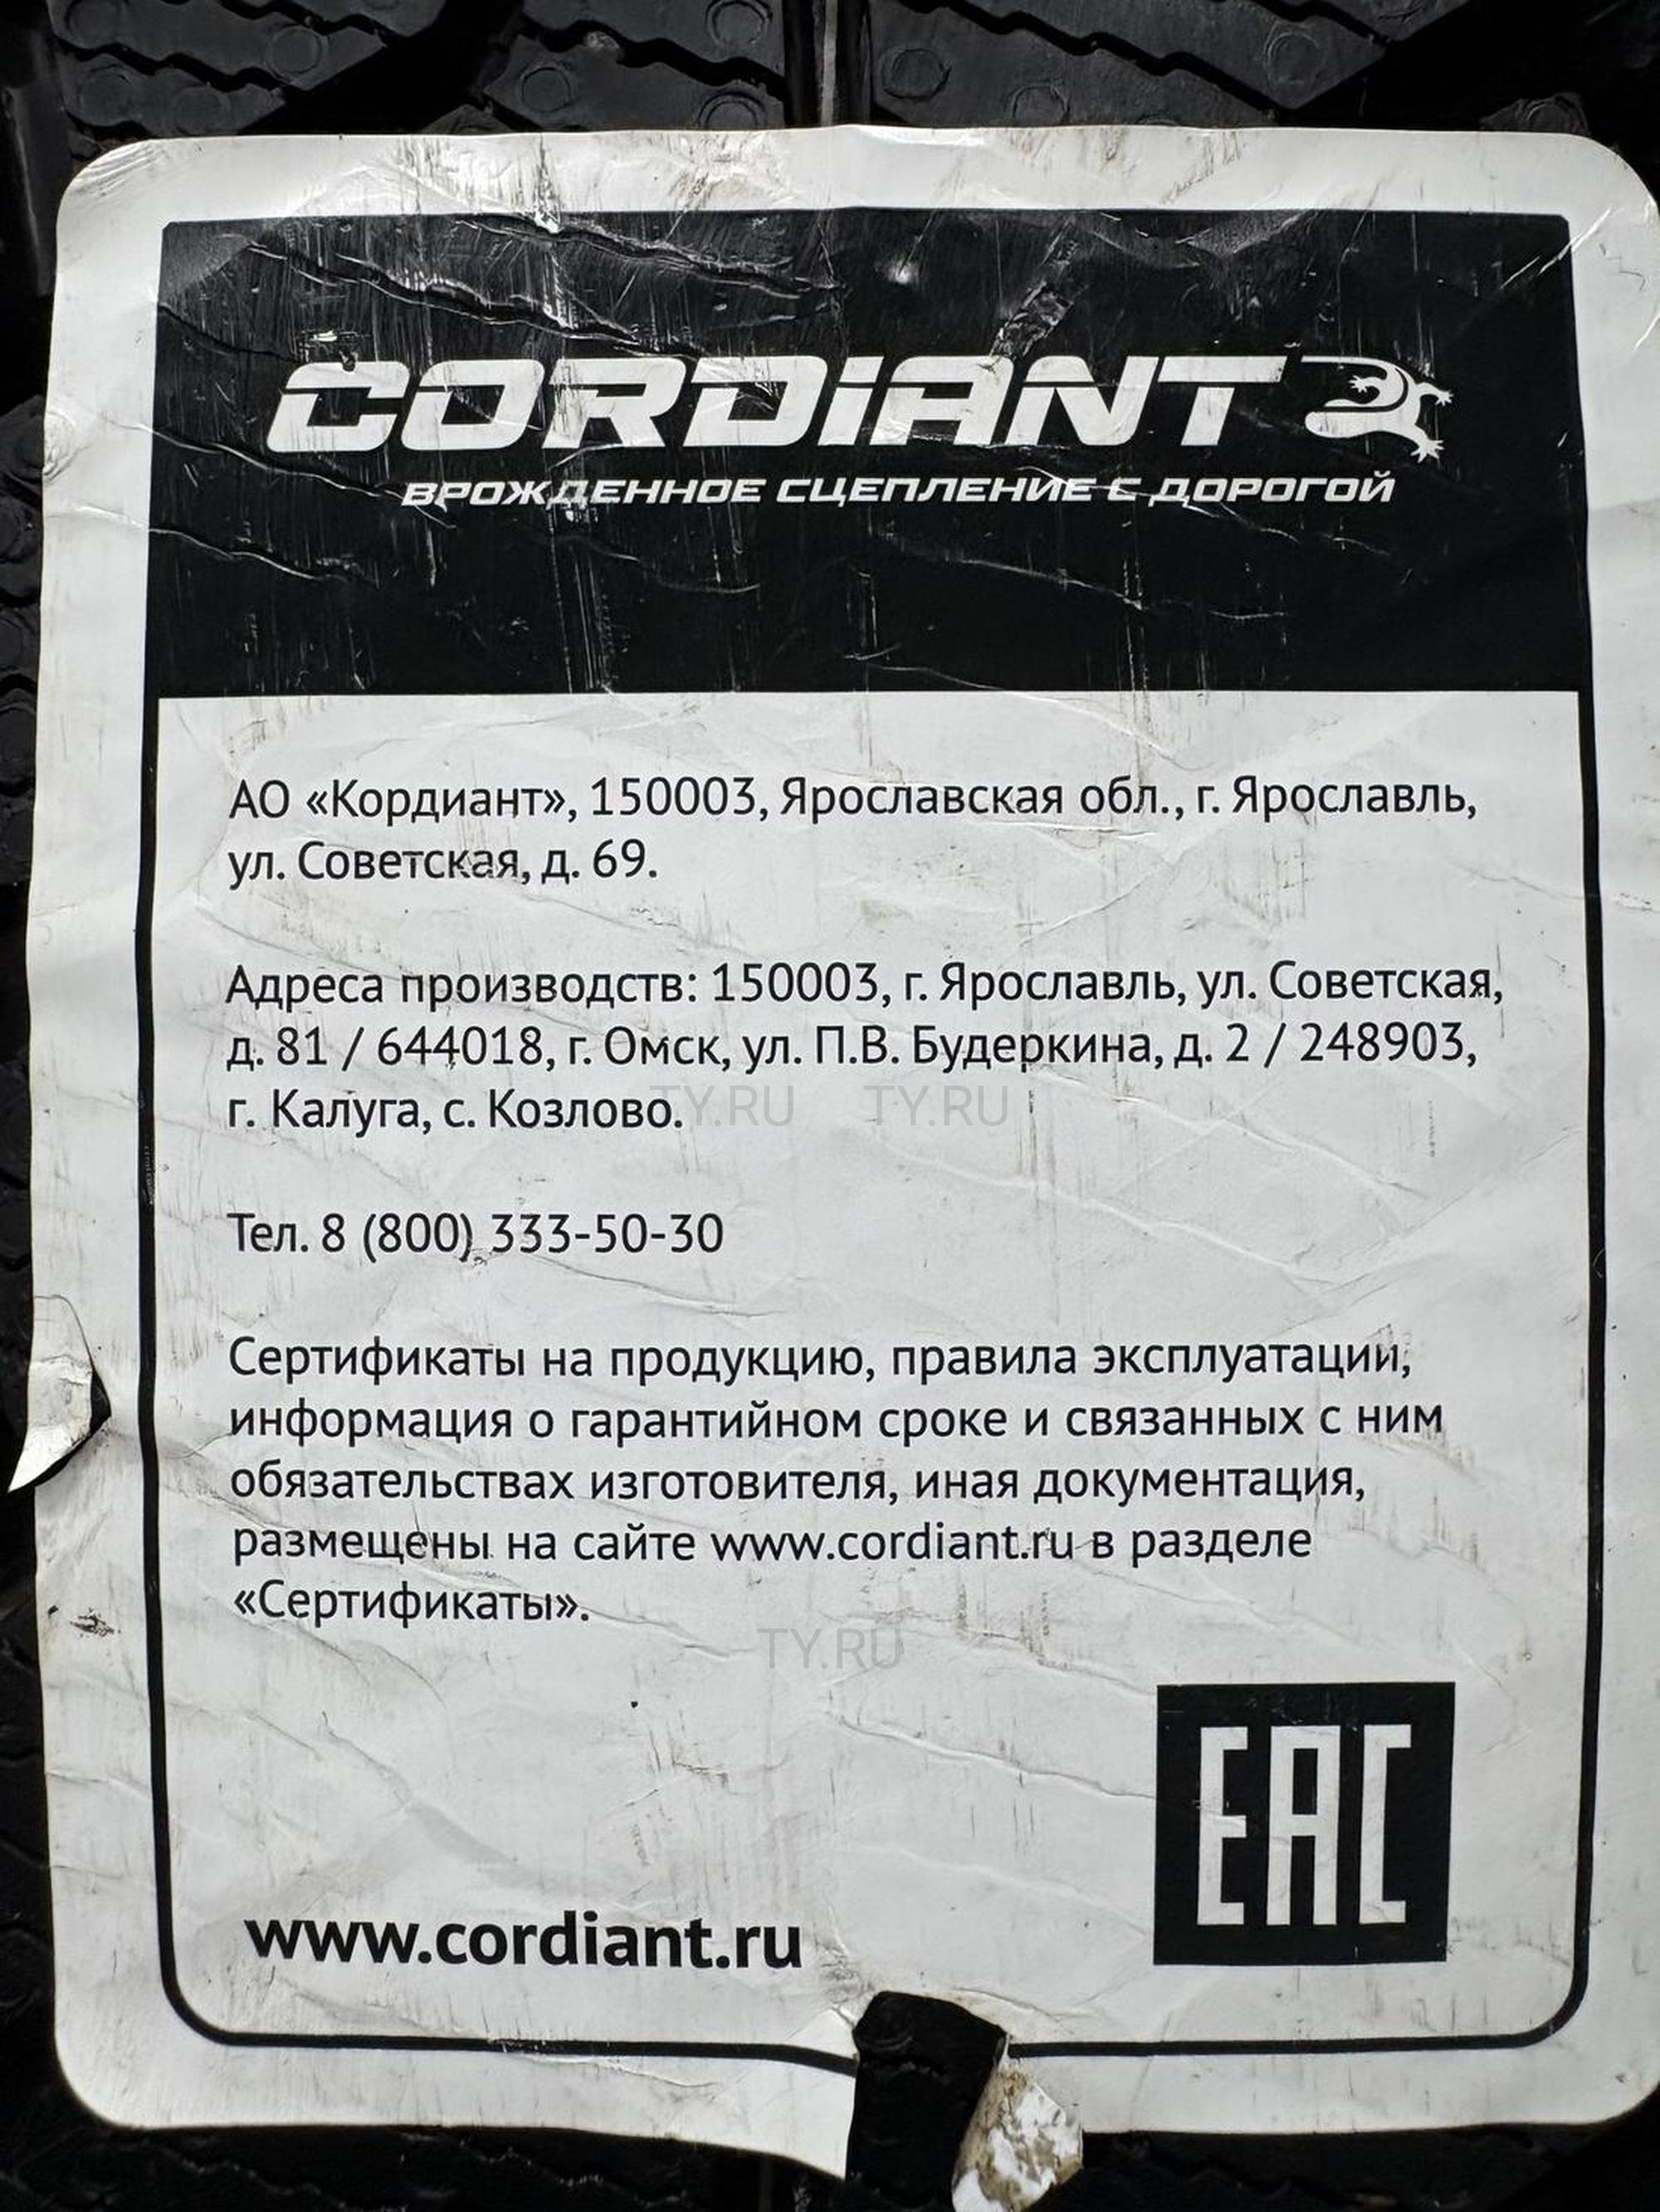 CORDIANT
ВРОЖДЕННОЕ СЦЕПЛЕНИЕ С ДОРОГОЙ
АО «Кордиант», 150003, Ярославская обл., г. Ярославль,
ул. Советская, д. 69.
Адреса производств: 150003, г. Ярославль, ул. Советская,
д. 81 / 644018, г. Омск, ул. П.В. Будеркина, д. 2 / 248903,
г. Калуга, с. Козлово.
TY.RU TY.RU
Тел. 8 (800) 333-50-30
Сертификаты на продукцию, правила эксплуатации,
информация о гарантийном сроке и связанных с ним
обязательствах изготовителя, иная документация,
размещены на сайте www.cordiant.ru в разделе
«Сертификаты».
TY.RU
EAC
www.cordiant.ru